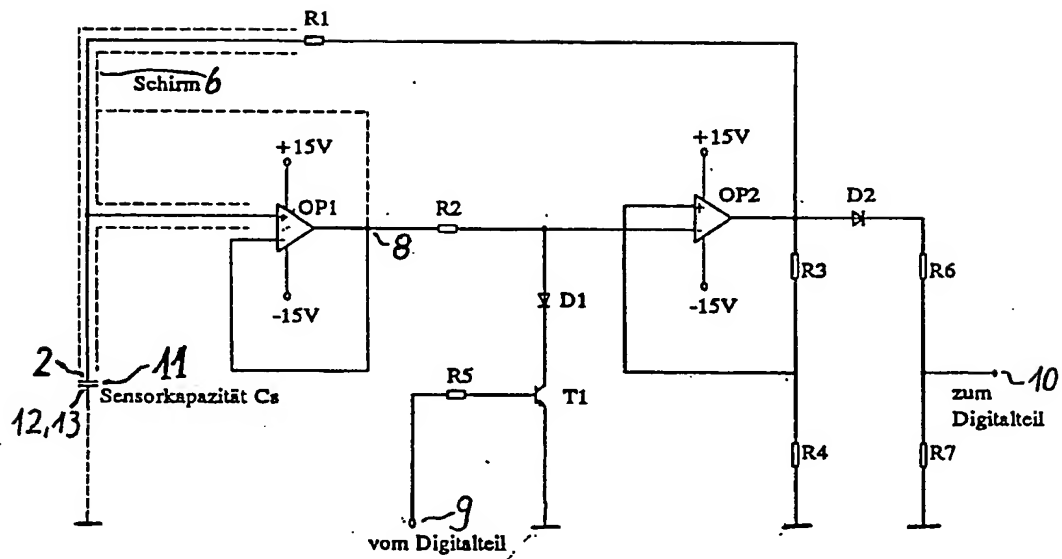 R1
Schirm 6
+15V
OP1
-15V
R2
8
+15V
OP2
-15V
D2
R3
R6
D1
2
11
Sensorkapazität Cs
12,13
R5
T1
10
zum
Digitalteil
R4
R7
9
vom Digitalteil